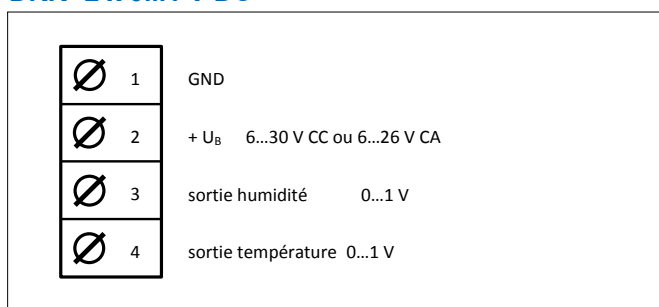 1 GND
2 + U_B 6...30 V CC ou 6...26 V CA
3 sortie humidité 0...1 V
4 sortie température 0...1 V